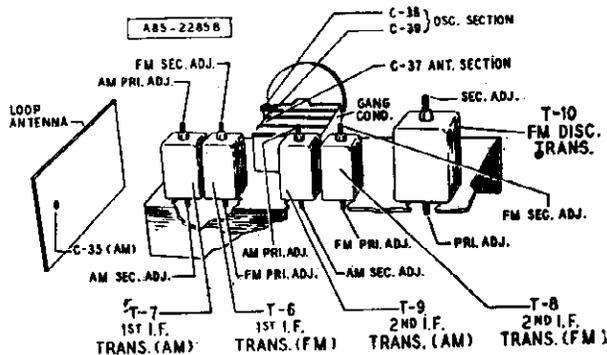 A85-22858
C-38
C-39
OSC. SECTION
C-37 ANT. SECTION
FM SEC. ADJ.
AM PRI. ADJ.
LOOP
ANTENNA
GANG
COND.
SEC. ADJ.
T-10
FM DISC.
TRANS.
FM SEC. ADJ.
C-35 (AM)
AM SEC. ADJ.
FM PRI. ADJ.
AM PRI. ADJ.
FM PRI. ADJ.
AM SEC. ADJ.
PRI. ADJ.
T-7
1ST I.F.
TRANS. (AM)
T-6
1ST I.F.
TRANS. (FM)
T-9
2ND I.F.
TRANS. (AM)
T-8
2ND I.F.
TRANS. (FM)